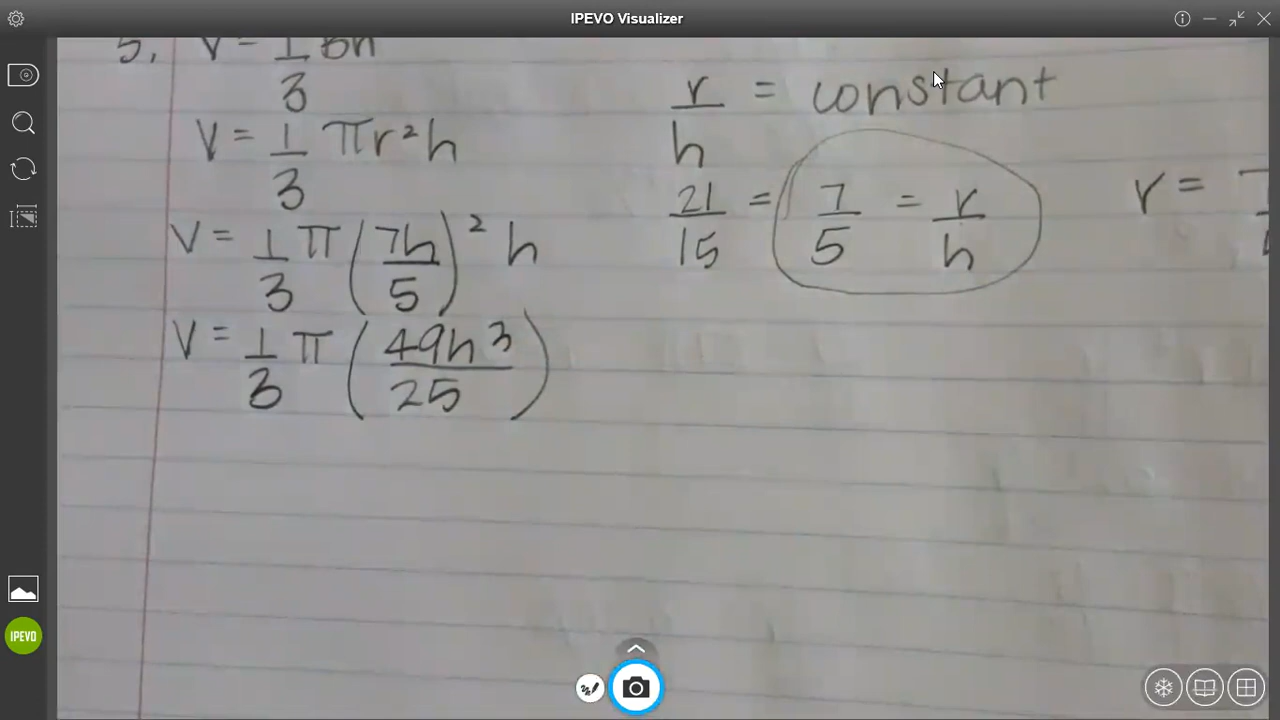 IPEVO Visualizer
5. V = 1/3 Bh
V = 1/3 πr²h
V = 1/3 π (7h/5)² h
V = 1/3 π (49h³/25)
r/h = constant
21/15 = 7/5 = r/h
r =
IPEVO